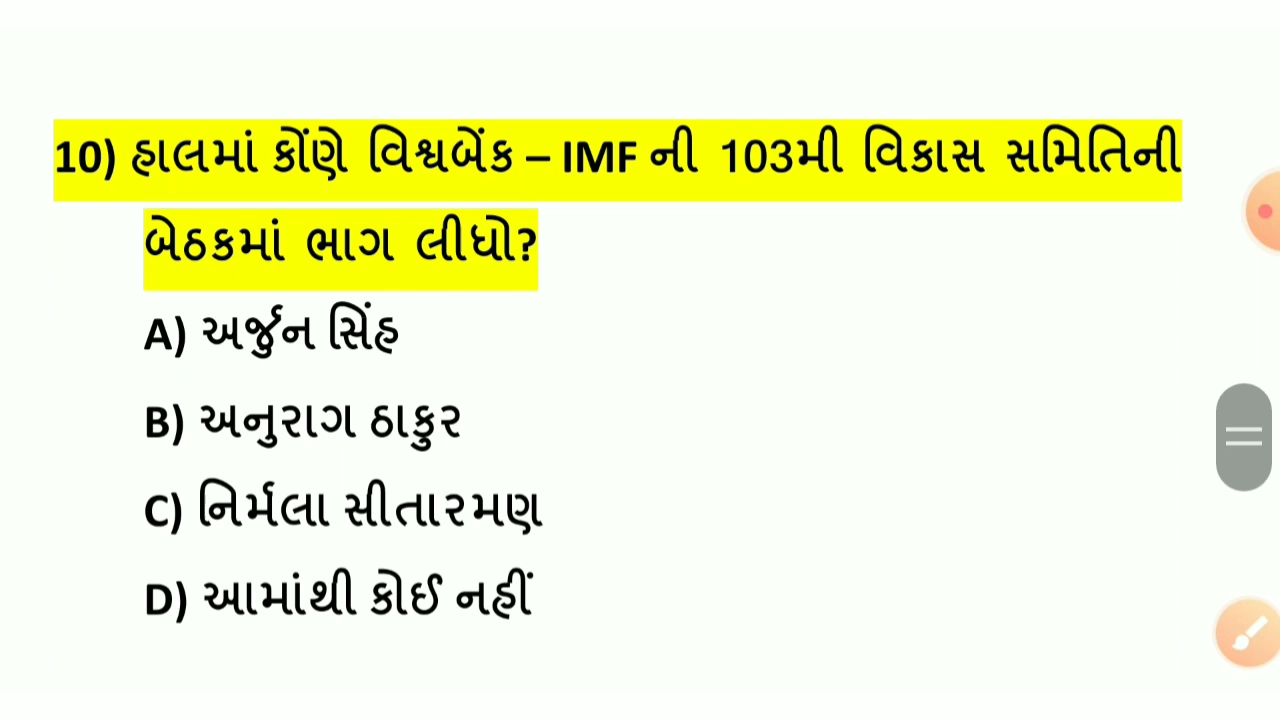 10) હાલમાં કોંણે વિશ્વબેંક – IMF ની 103મી વિકાસ સમિતિની
બેઠકમાં ભાગ લીધો?
A) અર્જુન સિંહ
B) અનુરાગ ઠાકુર
C) નિર્મલા સીતારમણ
D) આમાંથી કોઈ નહીં